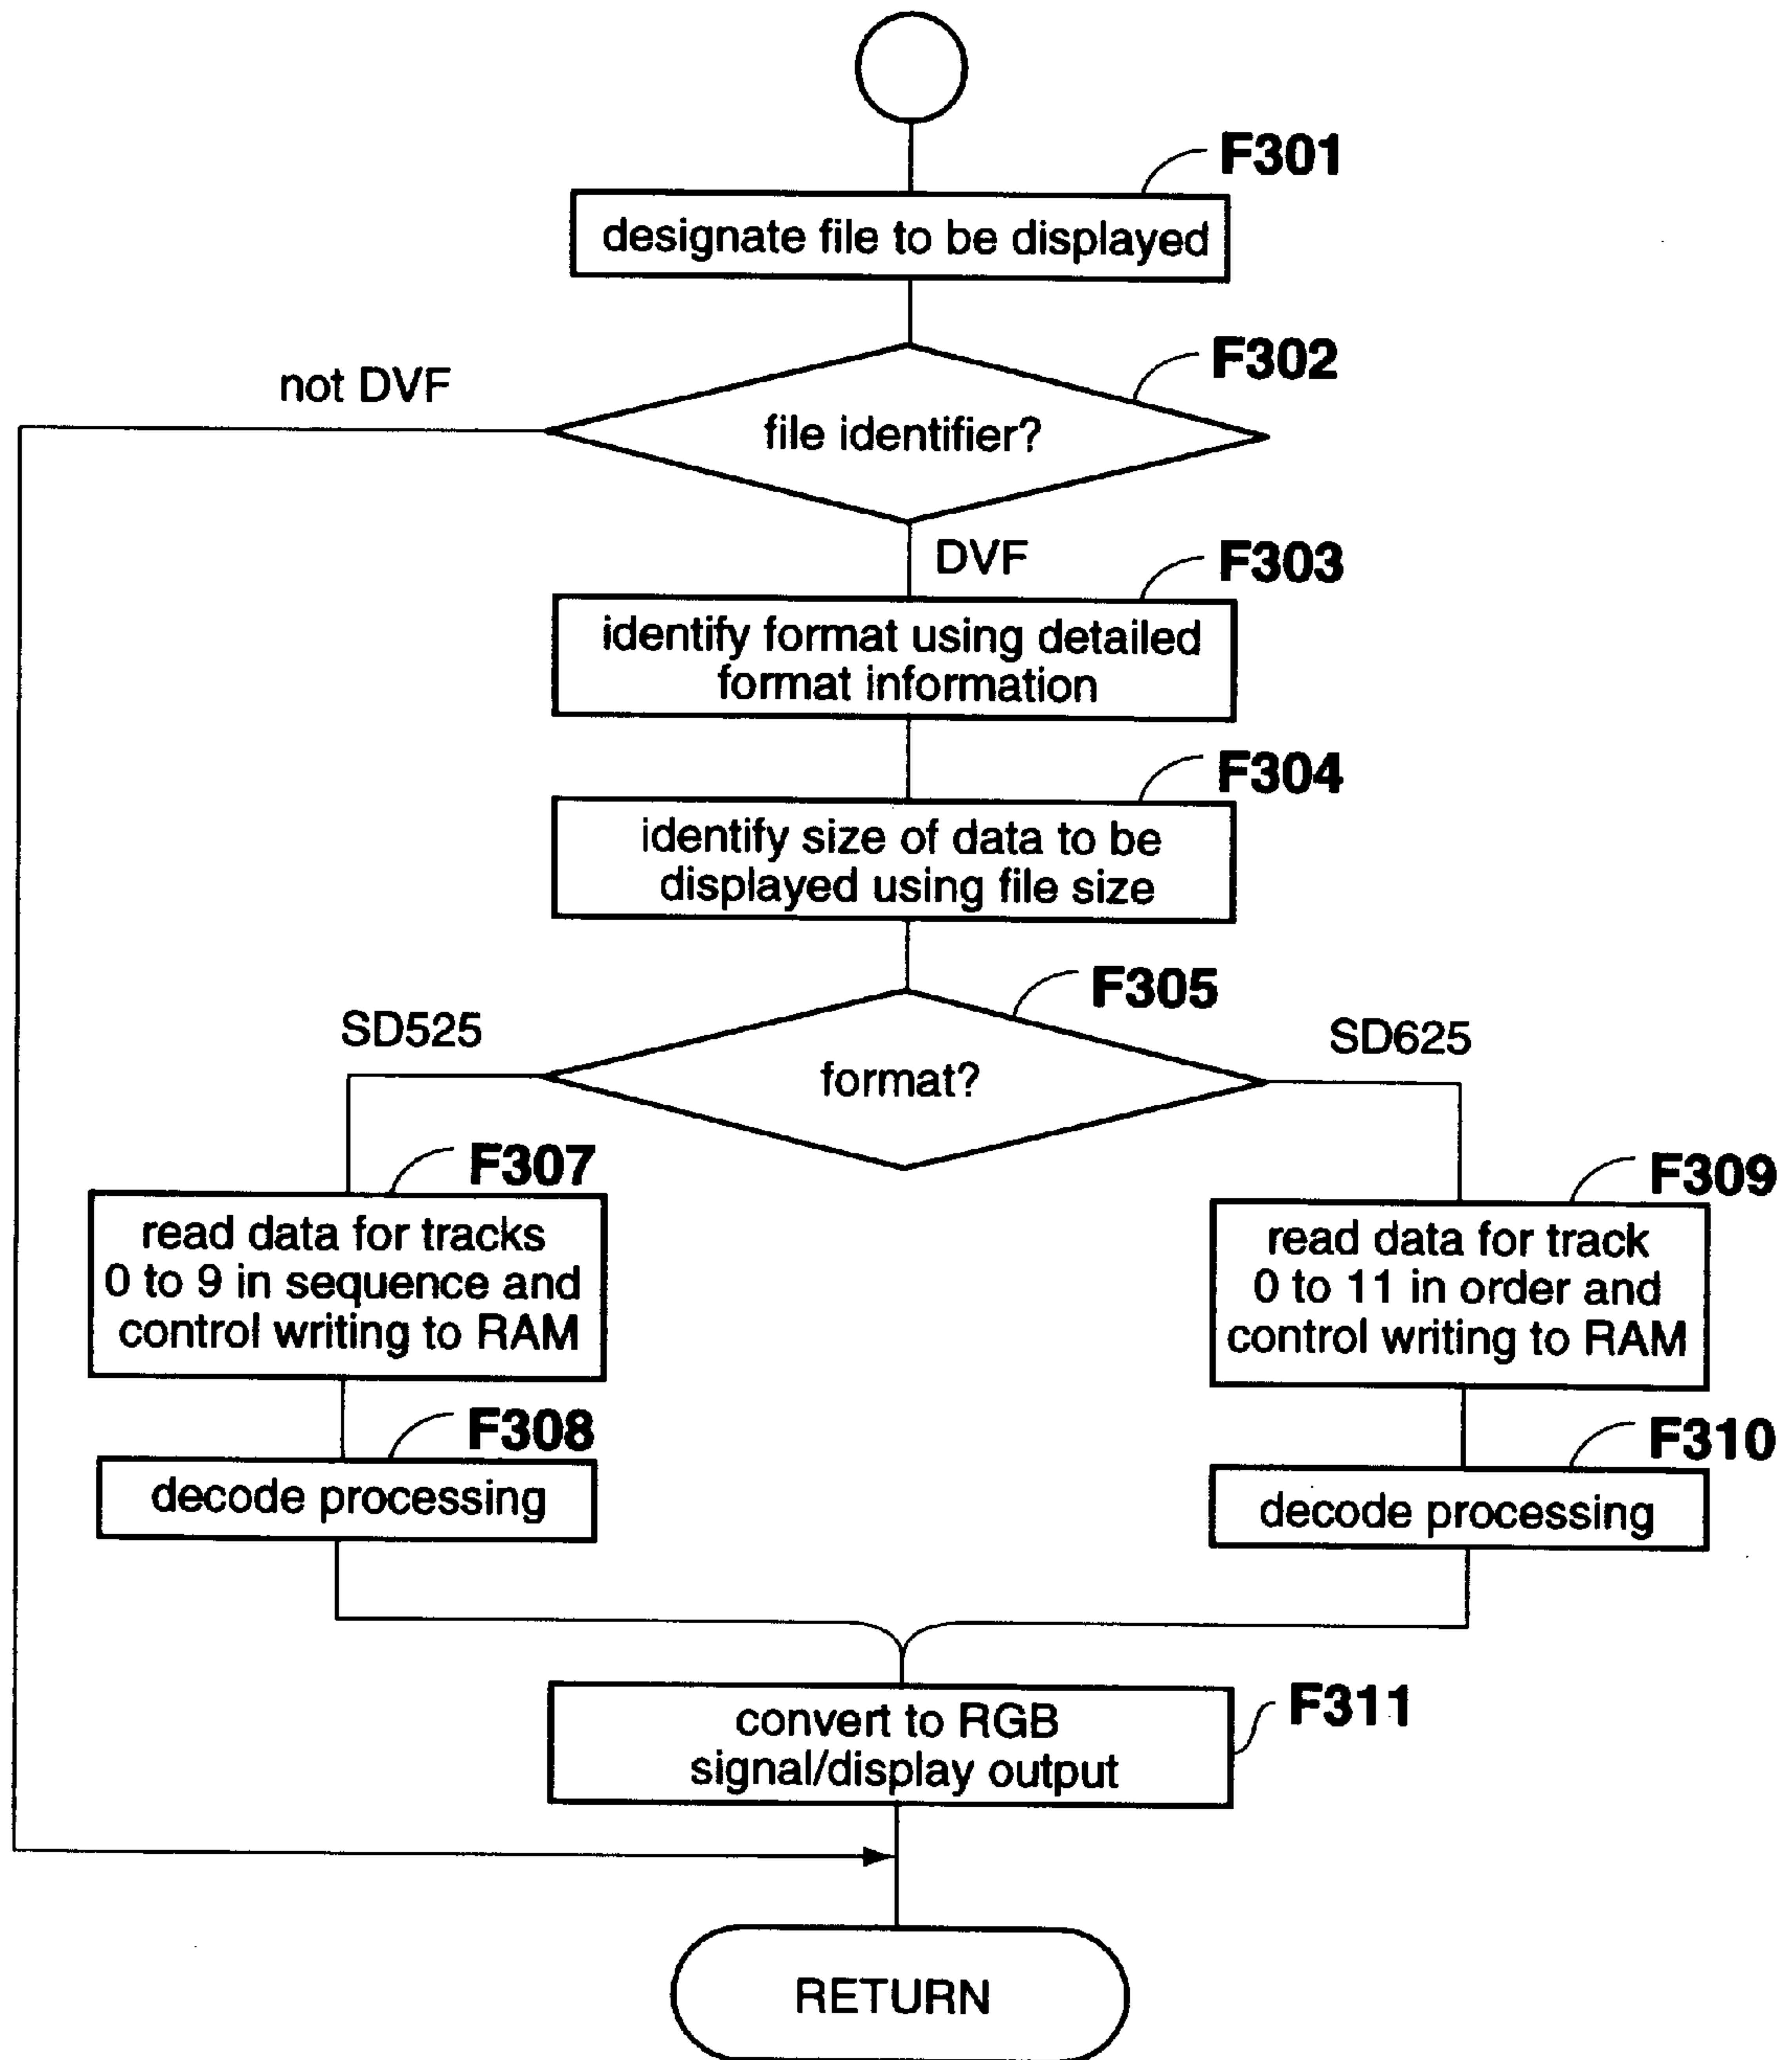 F301
designate file to be displayed
F302
not DVF
file identifier?
DVF
F303
identify format using detailed
format information
F304
identify size of data to be
displayed using file size
F305
SD525
SD625
format?
F307
read data for tracks
0 to 9 in sequence and
control writing to RAM
F309
read data for track
0 to 11 in order and
control writing to RAM
F308
decode processing
F310
decode processing
F311
convert to RGB
signal/display output
RETURN